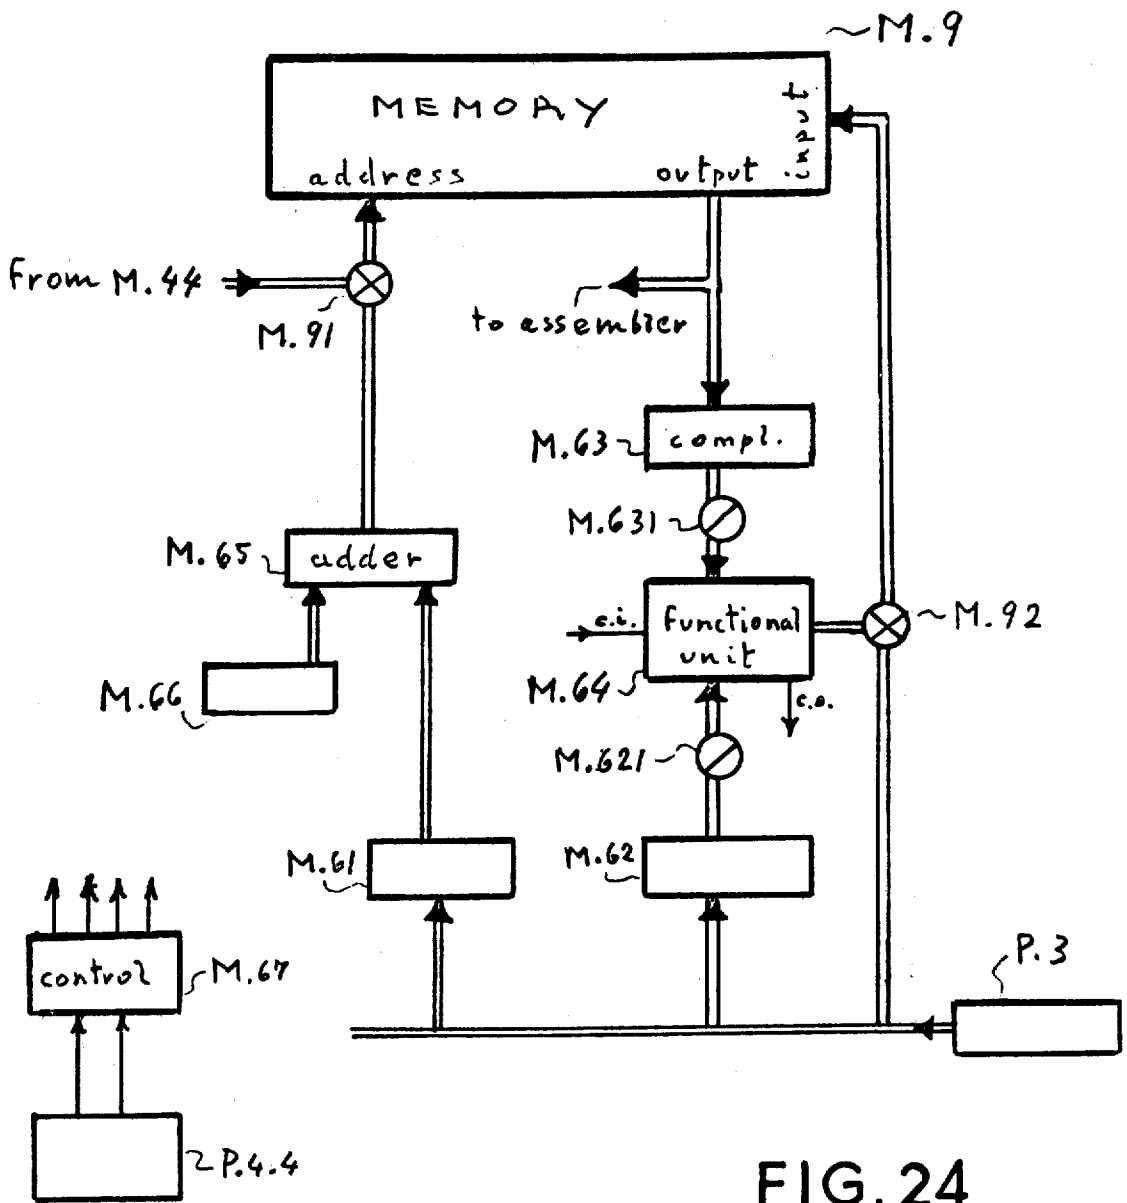 M.9
MEMORY
input
address
output
From M.44
M.91
to assembler
M.63
compl.
M.631
M.65
adder
c.i.
functional
unit
M.92
M.64
c.o.
M.66
M.621
M.61
M.62
control
M.67
P.3
P.4.4
FIG. 24